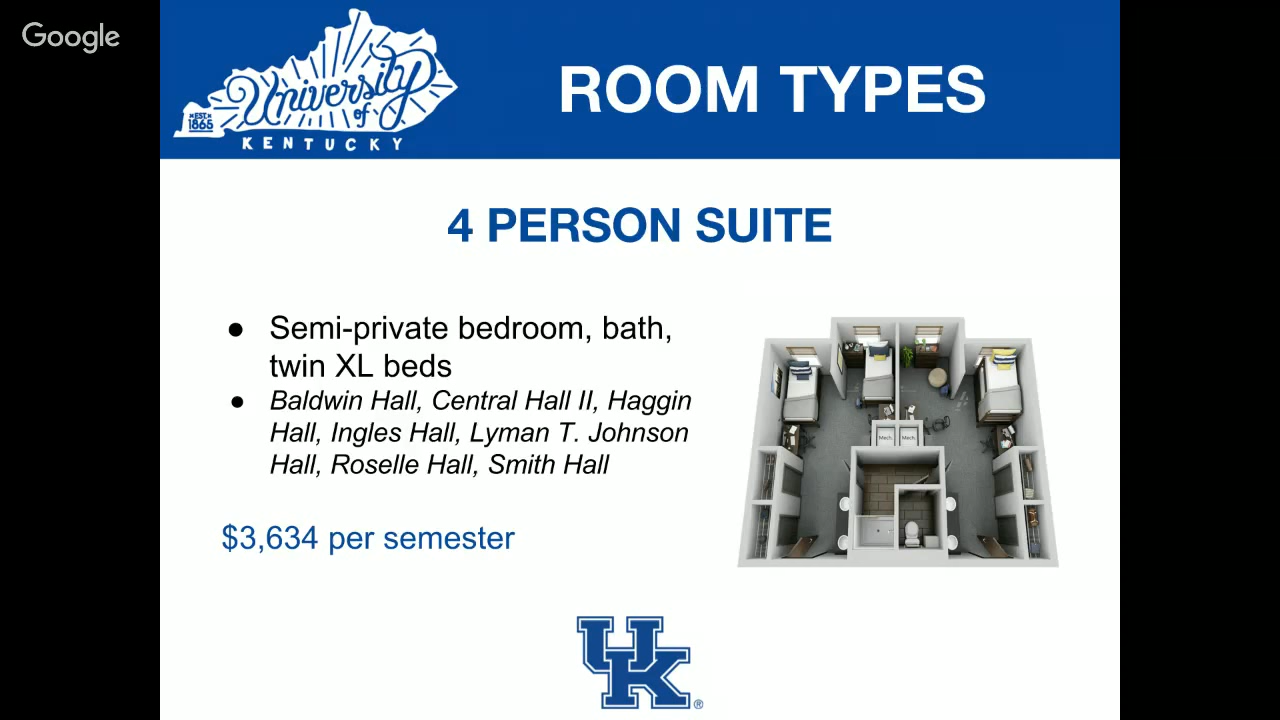 Google
University
of
KENTUCKY
EST.
1865
ROOM TYPES
4 PERSON SUITE
● Semi-private bedroom, bath,
twin XL beds
● Baldwin Hall, Central Hall II, Haggin
Hall, Ingles Hall, Lyman T. Johnson
Hall, Roselle Hall, Smith Hall
Mech. Mech.
$3,634 per semester
UK®